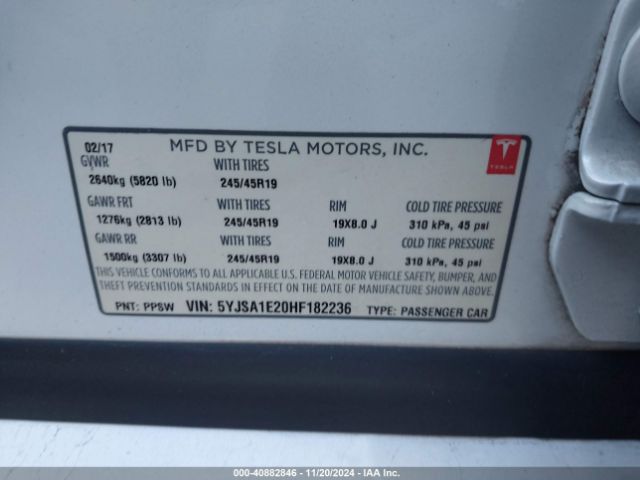 02/17 MFD BY TESLA MOTORS, INC.
TESLA
GVWR WITH TIRES
2640kg (5820 lb) 245/45R19
GAWR FRT WITH TIRES RIM COLD TIRE PRESSURE
1276kg (2813 lb) 245/45R19 19X8.0 J 310 kPa, 45 psi
GAWR RR WITH TIRES RIM COLD TIRE PRESSURE
1500kg (3307 lb) 245/45R19 19X8.0 J 310 kPa, 45 psi
THIS VEHICLE CONFORMS TO ALL APPLICABLE U.S. FEDERAL MOTOR VEHICLE SAFETY, BUMPER, AND
THEFT PREVENTION STANDARDS IN EFFECT ON THE DATE OF MANUFACTURE SHOWN ABOVE.
PNT: PPSW VIN: 5YJSA1E20HF182236 TYPE: PASSENGER CAR
000-40882846 - 11/20/2024 - IAA Inc.